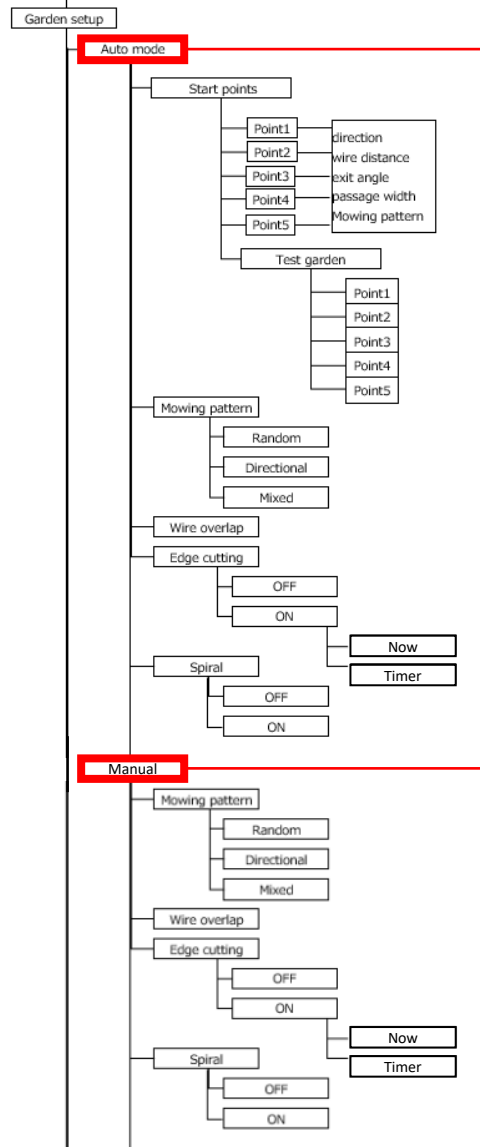 Garden setup
Auto mode
Start points
Point1
Point2
Point3
Point4
Point5
direction
wire distance
exit angle
passage width
Mowing pattern
Test garden
Point1
Point2
Point3
Point4
Point5
Mowing pattern
Random
Directional
Mixed
Wire overlap
Edge cutting
OFF
ON
Now
Timer
Spiral
OFF
ON
Manual
Mowing pattern
Random
Directional
Mixed
Wire overlap
Edge cutting
OFF
ON
Now
Timer
Spiral
OFF
ON